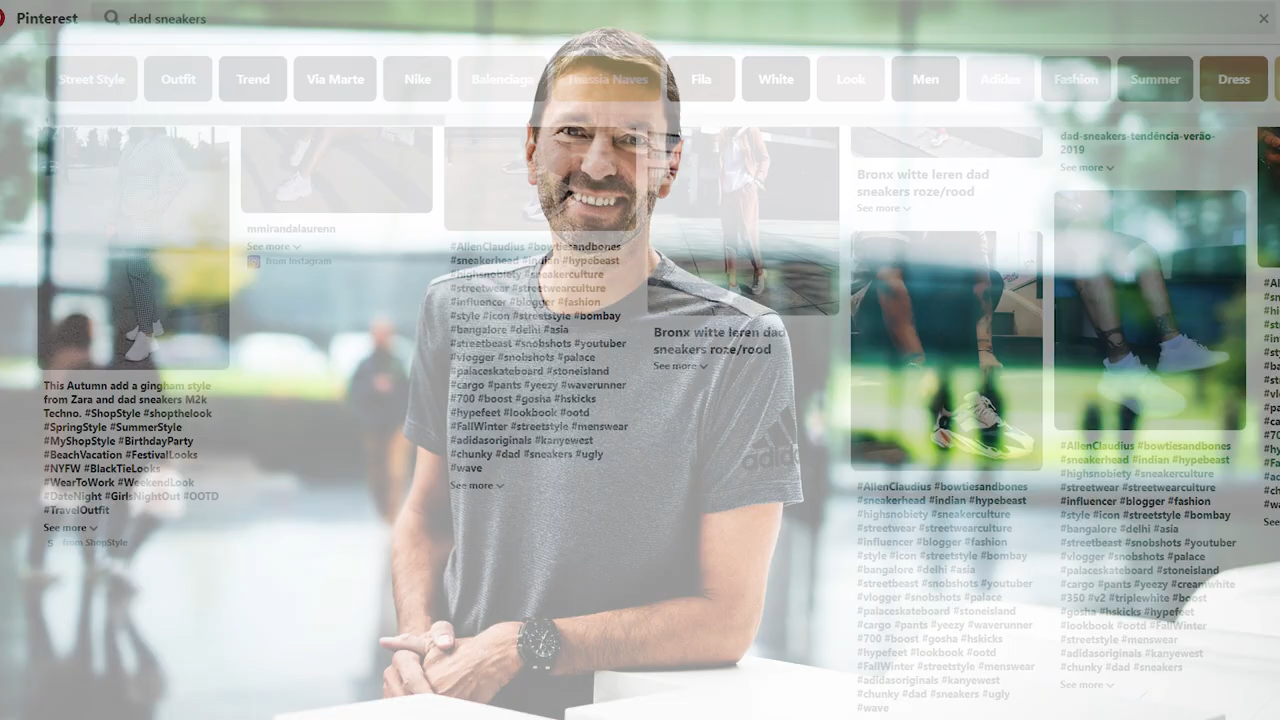 Pinterest
dad sneakers
Street Style
Outfit
Trend
Via Marte
Nike
Balenciaga
Thassia Naves
Fila
White
Look
Men
Adidas
Fashion
Summer
Dress
This Autumn add a gingham style
from Zara and dad sneakers M2k
Techno. #ShopStyle #shopthelook
#SpringStyle #SummerStyle
#MyShopStyle #BirthdayParty
#BeachVacation #FestivalLooks
#NYFW #BlackTieLooks
#WearToWork #WeekendLook
#DateNight #GirlsNightOut #OOTD
#TravelOutfit
See more
from ShopStyle
mmirandalaurenn
See more
from Instagram
#AllenClaudius #bowtiesandbones
#sneakerhead #indian #hypebeast
#highsnobiety #sneakerculture
#streetwear #streetwearculture
#influencer #blogger #fashion
#style #icon #streetstyle #bombay
#bangalore #delhi #asia
#streetbeast #snobshots #youtuber
#vlogger #snobshots #palace
#palaceskateboard #stoneisland
#cargo #pants #yeezy #waverunner
#700 #boost #gosha #hskicks
#hypefeet #lookbook #ootd
#FallWinter #streetstyle #menswear
#adidasoriginals #kanyewest
#chunky #dad #sneakers #ugly
#wave
See more
Bronx witte leren dad
sneakers roze/rood
See more
adidas
Bronx witte leren dad
sneakers roze/rood
See more
#AllenClaudius #bowtiesandbones
#sneakerhead #indian #hypebeast
#highsnobiety #sneakerculture
#streetwear #streetwearculture
#influencer #blogger #fashion
#style #icon #streetstyle #bombay
#bangalore #delhi #asia
#streetbeast #snobshots #youtuber
#vlogger #snobshots #palace
#palaceskateboard #stoneisland
#cargo #pants #yeezy #waverunner
#700 #boost #gosha #hskicks
#hypefeet #lookbook #ootd
#FallWinter #streetstyle #menswear
#adidasoriginals #kanyewest
#chunky #dad #sneakers #ugly
#wave
dad-sneakers-tendência-verão-
2019
See more
#AllenClaudius #bowtiesandbones
#sneakerhead #indian #hypebeast
#highsnobiety #sneakerculture
#streetwear #streetwearculture
#influencer #blogger #fashion
#style #icon #streetstyle #bombay
#bangalore #delhi #asia
#streetbeast #snobshots #youtuber
#vlogger #snobshots #palace
#palaceskateboard #stoneisland
#cargo #pants #yeezy #creamwhite
#350 #v2 #triplewhite #boost
#gosha #hskicks #hypefeet
#lookbook #ootd #FallWinter
#streetstyle #menswear
#adidasoriginals #kanyewest
#chunky #dad #sneakers
See more